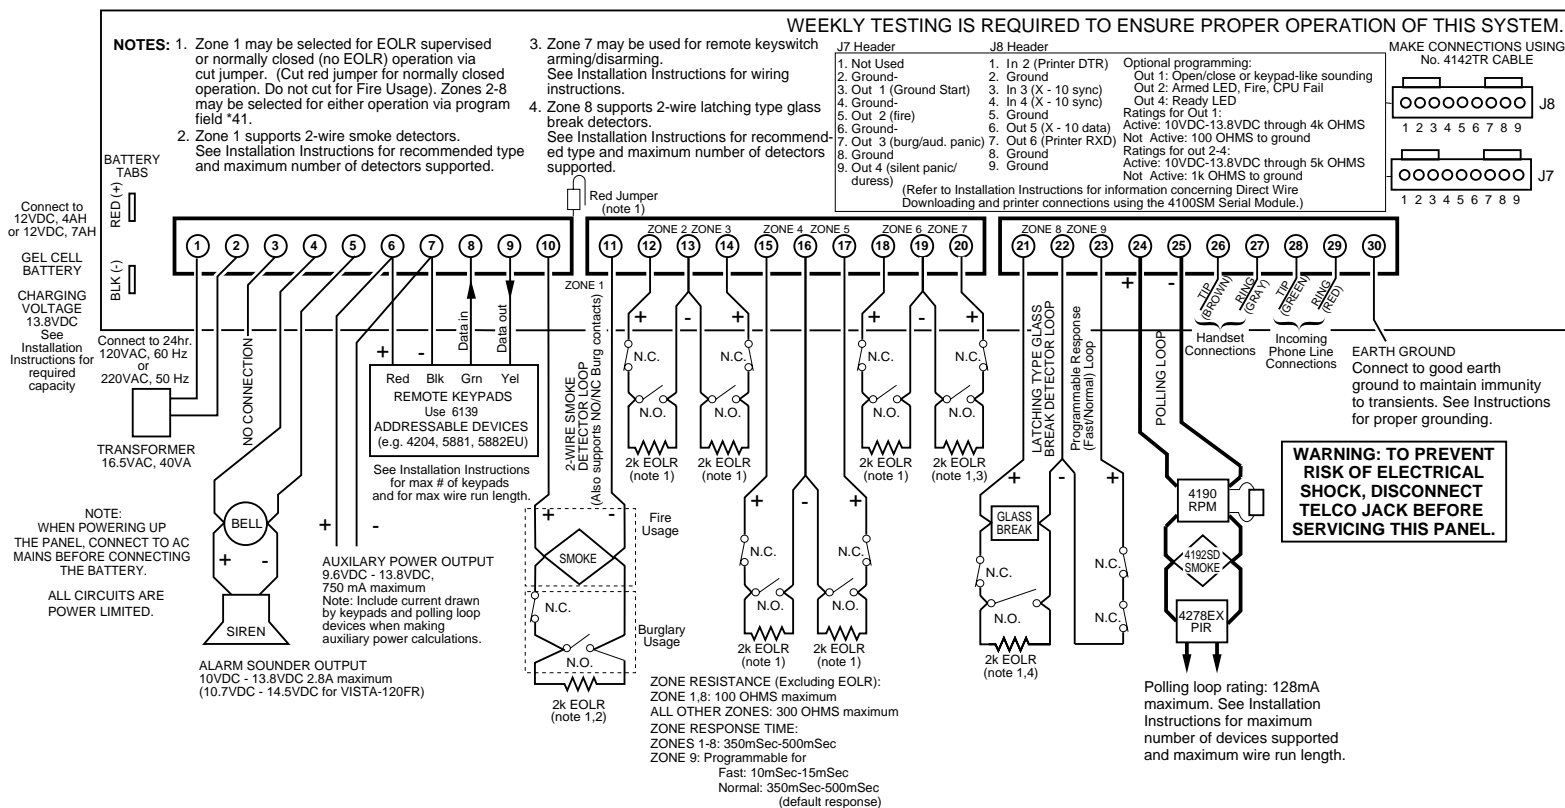 WEEKLY TESTING IS REQUIRED TO ENSURE PROPER OPERATION OF THIS SYSTEM.
NOTES: 1. Zone 1 may be selected for EOLR supervised
or normally closed (no EOLR) operation via
cut jumper. (Cut red jumper for normally closed
operation. Do not cut for Fire Usage). Zones 2-8
may be selected for either operation via program
field *41.
2. Zone 1 supports 2-wire smoke detectors.
See Installation Instructions for recommended type
and maximum number of detectors supported.
3. Zone 7 may be used for remote keyswitch
arming/disarming.
See Installation Instructions for wiring
instructions.
4. Zone 8 supports 2-wire latching type glass
break detectors.
See Installation Instructions for recommend-
ed type and maximum number of detectors
supported.
J7 Header
1. Not Used
2. Ground-
3. Out 1 (Ground Start)
4. Ground-
5. Out 2 (fire)
6. Ground-
7. Out 3 (burg/aud. panic)
8. Ground
9. Out 4 (silent panic/
duress)
J8 Header
1. In 2 (Printer DTR)
2. Ground
3. In 3 (X - 10 sync)
4. In 4 (X - 10 sync)
5. Ground
6. Out 5 (X - 10 data)
7. Out 6 (Printer RXD)
8. Ground
9. Ground
Optional programming:
Out 1: Open/close or keypad-like sounding
Out 2: Armed LED, Fire, CPU Fail
Out 4: Ready LED
Ratings for Out 1:
Active: 10VDC-13.8VDC through 4k OHMS
Not Active: 100 OHMS to ground
Ratings for out 2-4:
Active: 10VDC-13.8VDC through 5k OHMS
Not Active: 1k OHMS to ground
(Refer to Installation Instructions for information concerning Direct Wire
Downloading and printer connections using the 4100SM Serial Module.)
MAKE CONNECTIONS USING
No. 4142TR CABLE
J8
1 2 3 4 5 6 7 8 9
J7
1 2 3 4 5 6 7 8 9
BATTERY
TABS
RED (+)
BLK (-)
Connect to
12VDC, 4AH
or 12VDC, 7AH
GEL CELL
BATTERY
CHARGING
VOLTAGE
13.8VDC
See
Installation
Instructions for
required
capacity
Red Jumper
(note 1)
ZONE 2 ZONE 3 ZONE 4 ZONE 5 ZONE 6 ZONE 7 ZONE 8 ZONE 9
1 2 3 4 5 6 7 8 9 10 11 12 13 14 15 16 17 18 19 20 21 22 23 24 25 26 27 28 29 30
ZONE 1
Connect to 24hr.
120VAC, 60 Hz
or
220VAC, 50 Hz
TRANSFORMER
16.5VAC, 40VA
NO CONNECTION
+ -
Data in
Data out
Red Blk Grn Yel
REMOTE KEYPADS
Use 6139
ADDRESSABLE DEVICES
(e.g. 4204, 5881, 5882EU)
See Installation Instructions
for max # of keypads
and for max wire run length.
NOTE:
WHEN POWERING UP
THE PANEL, CONNECT TO AC
MAINS BEFORE CONNECTING
THE BATTERY.
ALL CIRCUITS ARE
POWER LIMITED.
BELL
+ -
SIREN
ALARM SOUNDER OUTPUT
10VDC - 13.8VDC 2.8A maximum
(10.7VDC - 14.5VDC for VISTA-120FR)
+ -
AUXILARY POWER OUTPUT
9.6VDC - 13.8VDC,
750 mA maximum
Note: Include current drawn
by keypads and polling loop
devices when making
auxiliary power calculations.
2-WIRE SMOKE
DETECTOR LOOP
(Also supports NO/NC Burg contacts)
+ -
SMOKE
Fire
Usage
N.C.
N.O.
Burglary
Usage
2k EOLR
(note 1,2)
+ - +
N.C. N.C.
N.O. N.O.
2k EOLR
(note 1)
2k EOLR
(note 1)
+ - +
N.C. N.C.
N.O. N.O.
2k EOLR
(note 1)
2k EOLR
(note 1)
+ - +
N.C. N.C.
N.O. N.O.
2k EOLR
(note 1)
2k EOLR
(note 1,3)
ZONE RESISTANCE (Excluding EOLR):
ZONE 1,8: 100 OHMS maximum
ALL OTHER ZONES: 300 OHMS maximum
ZONE RESPONSE TIME:
ZONES 1-8: 350mSec-500mSec
ZONE 9: Programmable for
Fast: 10mSec-15mSec
Normal: 350mSec-500mSec
(default response)
LATCHING TYPE GLASS
BREAK DETECTOR LOOP
Programmable Response
(Fast/Normal) Loop
+ - +
GLASS
BREAK
N.C.
N.C.
N.O.
N.C.
2k EOLR
(note 1,4)
+ -
POLLING LOOP
4190
RPM
4192SD
SMOKE
4278EX
PIR
Polling loop rating: 128mA
maximum. See Installation
Instructions for maximum
number of devices supported
and maximum wire run length.
TIP
(BROWN)
RING
(GRAY)
TIP
(GREEN)
RING
(RED)
Handset
Connections
Incoming
Phone Line
Connections
EARTH GROUND
Connect to good earth
ground to maintain immunity
to transients. See Instructions
for proper grounding.
WARNING: TO PREVENT
RISK OF ELECTRICAL
SHOCK, DISCONNECT
TELCO JACK BEFORE
SERVICING THIS PANEL.